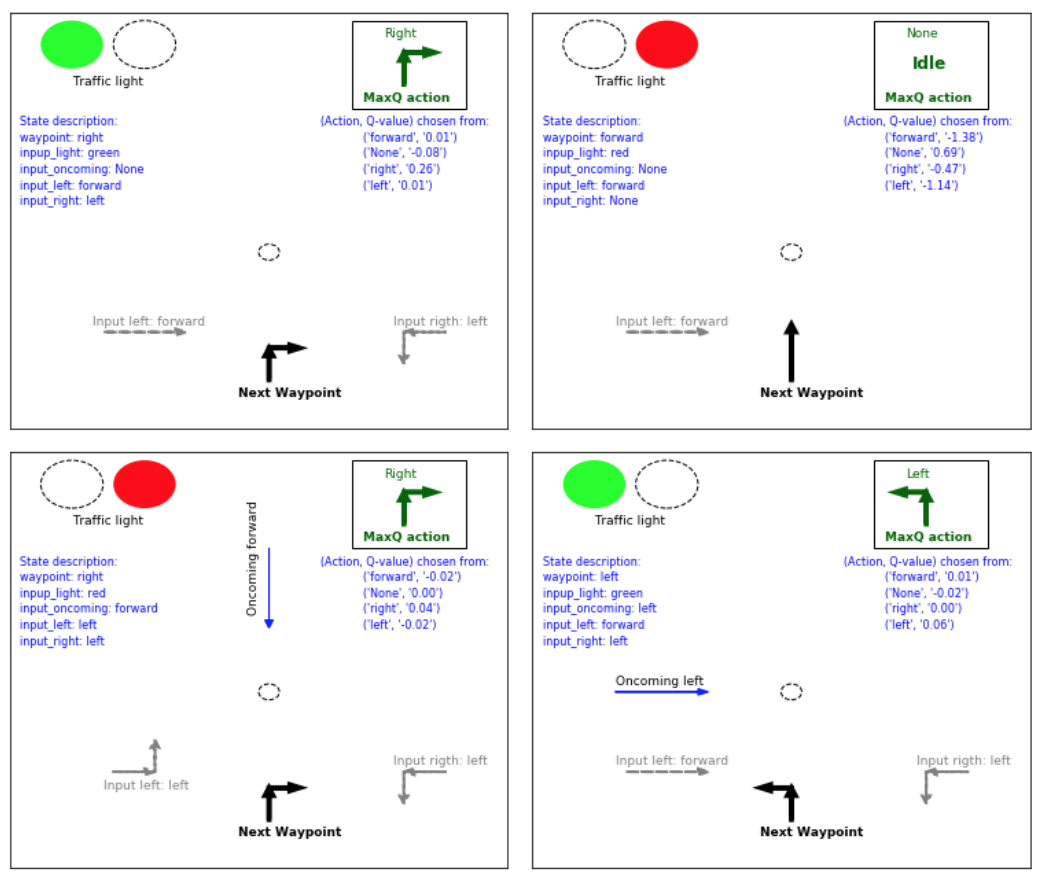 Right
MaxQ action
Traffic light
State description:
waypoint: right
inpup_light: green
input_oncoming: None
input_left: forward
input_right: left
(Action, Q-value) chosen from:
('forward', '0.01')
('None', '-0.08')
('right', '0.26')
('left', '0.01')
Input left: forward
Input rigth: left
Next Waypoint
None
Idle
MaxQ action
Traffic light
State description:
waypoint: forward
inpup_light: red
input_oncoming: None
input_left: forward
input_right: None
(Action, Q-value) chosen from:
('forward', '-1.38')
('None', '0.69')
('right', '-0.47')
('left', '-1.14')
Input left: forward
Next Waypoint
Right
MaxQ action
Traffic light
State description:
waypoint: right
inpup_light: red
input_oncoming: forward
input_left: left
input_right: left
Oncoming forward
(Action, Q-value) chosen from:
('forward', '-0.02')
('None', '0.00')
('right', '0.04')
('left', '-0.02')
Input left: left
Input rigth: left
Next Waypoint
Left
MaxQ action
Traffic light
State description:
waypoint: left
inpup_light: green
input_oncoming: left
input_left: forward
input_right: left
(Action, Q-value) chosen from:
('forward', '0.01')
('None', '-0.02')
('right', '0.00')
('left', '0.06')
Oncoming left
Input left: forward
Input rigth: left
Next Waypoint